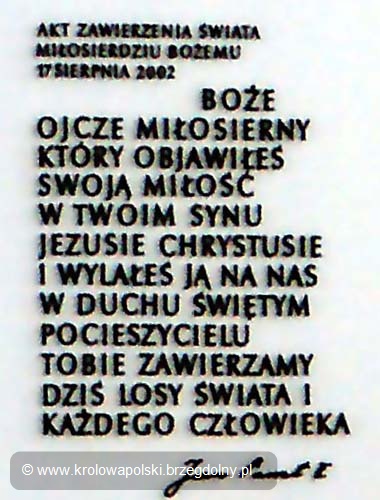 AKT ZAWIERZENIA ŚWIATA
MIŁOSIERDZIU BOŻEMU
17 SIERPNIA 2002
BOŻE
OJCZE MIŁOSIERNY
KTÓRY OBJAWIŁEŚ
SWOJĄ MIŁOŚĆ
W TWOIM SYNU
JEZUSIE CHRYSTUSIE
I WYLAŁEŚ JĄ NA NAS
W DUCHU ŚWIĘTYM
POCIESZYCIELU
TOBIE ZAWIERZAMY
DZIŚ LOSY ŚWIATA I
KAŻDEGO CZŁOWIEKA
© www.krolowapolski.brzegdolny.pl